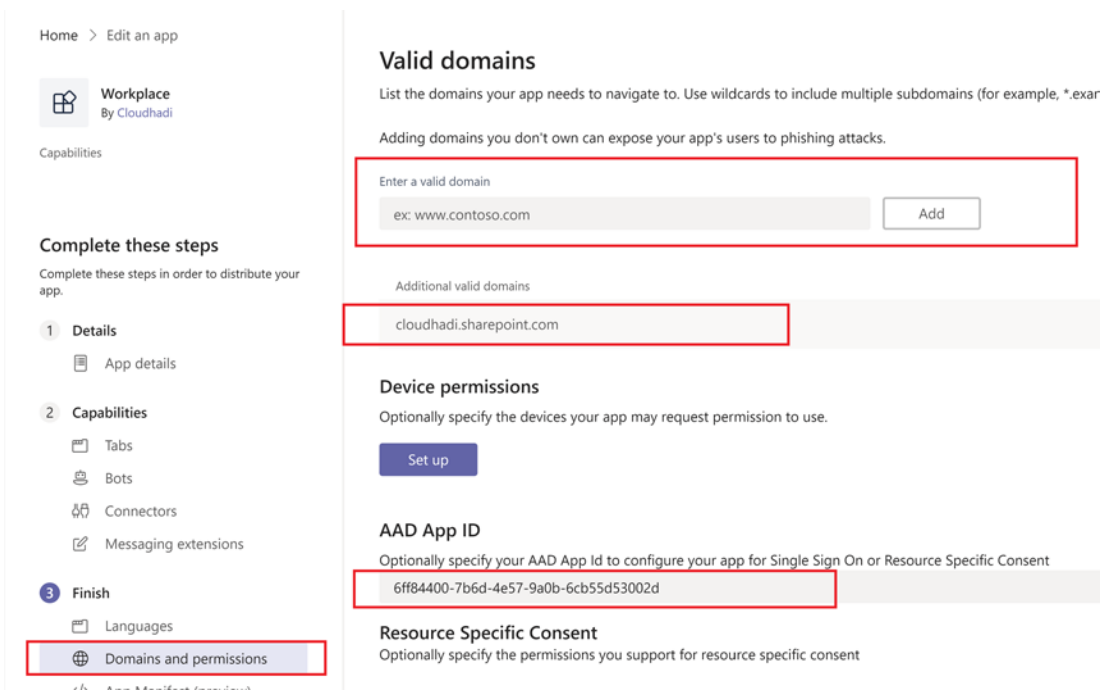 Home > Edit an app
Workplace
By Cloudhadi
Capabilities
Complete these steps
Complete these steps in order to distribute your
app.
1 Details
App details
2 Capabilities
Tabs
Bots
Connectors
Messaging extensions
3 Finish
Languages
Domains and permissions
App Manifest (preview)
Valid domains
List the domains your app needs to navigate to. Use wildcards to include multiple subdomains (for example, *.exam
Adding domains you don't own can expose your app's users to phishing attacks.
Enter a valid domain
ex: www.contoso.com
Add
Additional valid domains
cloudhadi.sharepoint.com
Device permissions
Optionally specify the devices your app may request permission to use.
Set up
AAD App ID
Optionally specify your AAD App Id to configure your app for Single Sign On or Resource Specific Consent
6ff84400-7b6d-4e57-9a0b-6cb55d53002d
Resource Specific Consent
Optionally specify the permissions you support for resource specific consent